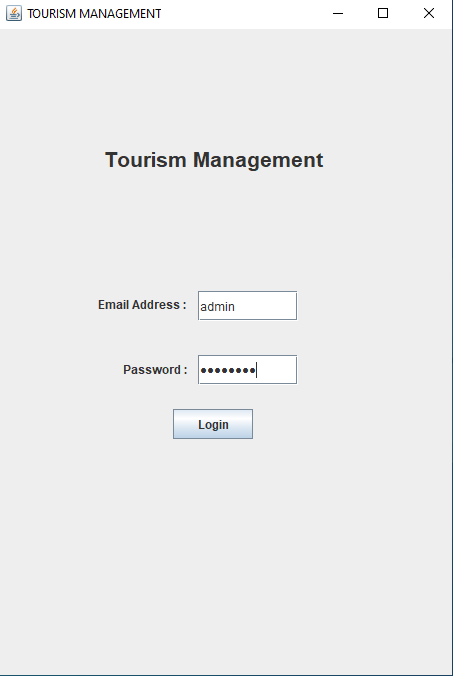 TOURISM MANAGEMENT
Tourism Management
Email Address : admin
Password : ••••••••
Login